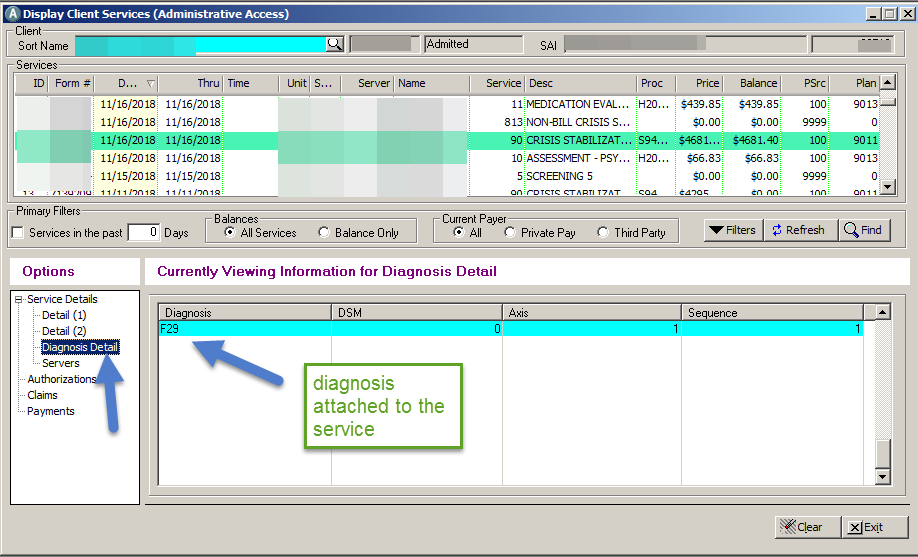 Display Client Services (Administrative Access)
Client
Sort Name Admitted SAI
Services
ID Form # D... Thru Time Unit S... Server Name Service Desc Proc Price Balance PSrc Plan
11/16/2018 11/16/2018 11 MEDICATION EVAL... H20... $439.85 $439.85 100 9013
11/16/2018 11/16/2018 813 NON-BILL CRISIS S... $0.00 $0.00 9999 0
11/16/2018 11/16/2018 90 CRISIS STABILIZAT... S94... $4681... $4681.40 100 9011
11/16/2018 11/16/2018 10 ASSESSMENT - PSY... H20... $66.83 $66.83 100 9013
11/15/2018 11/15/2018 5 SCREENING 5 $0.00 $0.00 9999 0
11/11/2018 11/11/2018 90 CRISIS STABILIZAT... S94... $4295... 100 9011
Primary Filters
Services in the past 0 Days
Balances
All Services Balance Only
Current Payer
All Private Pay Third Party
Filters Refresh Find
Options
Currently Viewing Information for Diagnosis Detail
Service Details
Detail (1)
Detail (2)
Diagnosis Detail
Servers
Authorizations
Claims
Payments
Diagnosis DSM Axis Sequence
F29 0 1 1
diagnosis
attached to the
service
Clear Exit